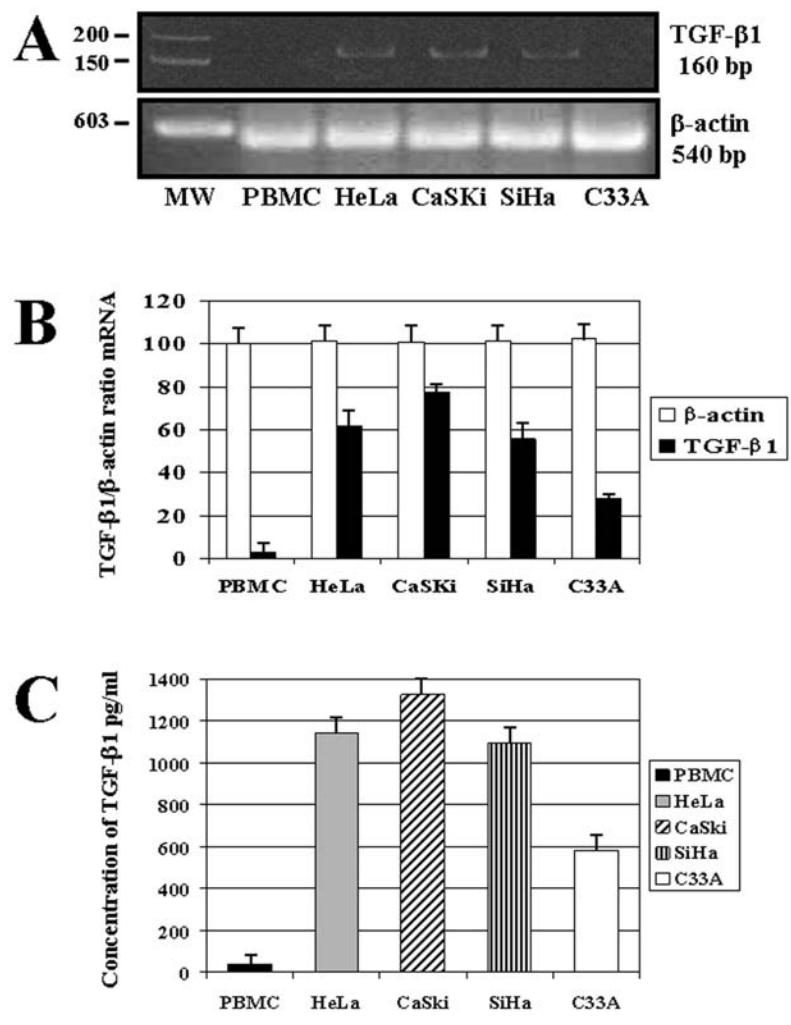 A
200
150
TGF-β1
160 bp
603
β-actin
540 bp
MW PBMC HeLa CaSKi SiHa C33A
B
TGF-β1/β-actin ratio mRNA
120
100
80
60
40
20
0
PBMC HeLa CaSKi SiHa C33A
β-actin
TGF-β1
C
Concentration of TGF-β1 pg/ml
1400
1200
1000
800
600
400
200
0
PBMC HeLa CaSki SiHa C33A
PBMC
HeLa
CaSki
SiHa
C33A